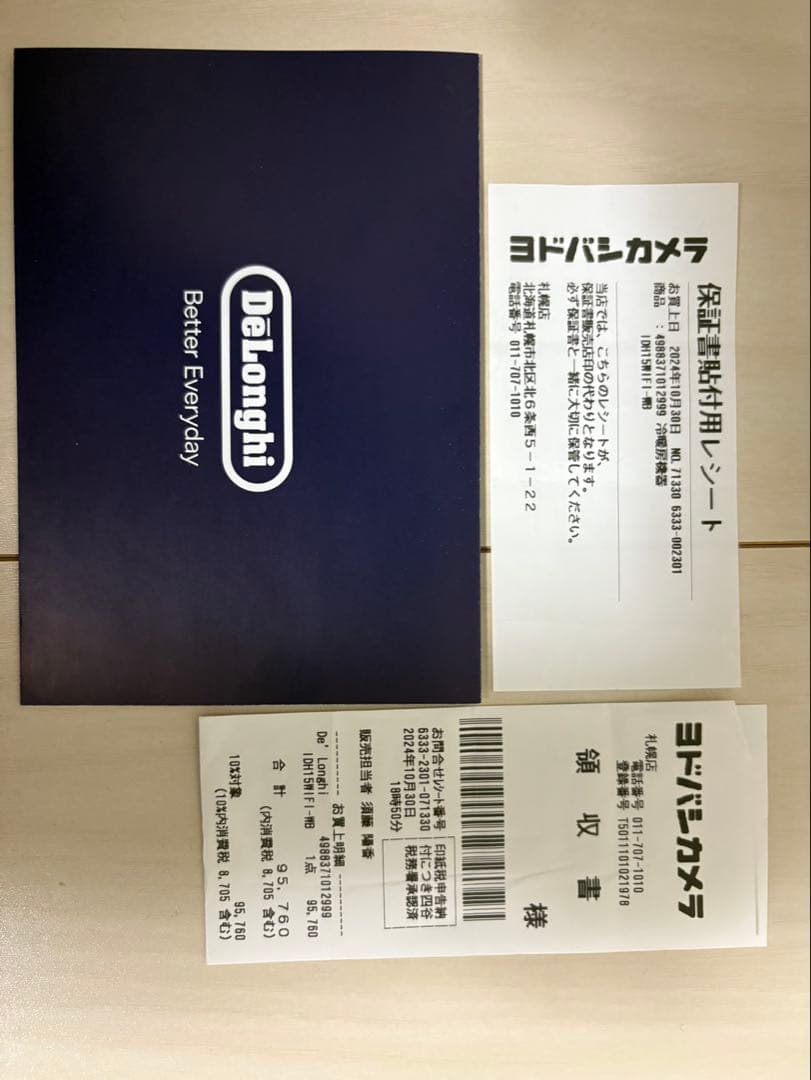 DeLonghi
Better Everyday
ヨドバシカメラ
保証書貼付用レシート
お買上日 2024年10月30日 NO.71330 6333-002301
商品 :4988371012999 冷暖房機器
IDH15WIFI-MB
当店では、こちらのレシートが、
保証書販売店印の代わりとなります。
必ず保証書と一緒に大切に保管してください。
札幌店
北海道札幌市北区北6条西5-1-22
電話番号 011-707-1010
ヨドバシカメラ
札幌店
電話番号 011-707-1010
登録番号 T5011101021978
領 収 書
様
お問合せレシート番号
6333-2301-071330
2024年10月30日
18時50分
印紙税申告納
付につき四谷
税務署承認済
販売担当者 須藤 陽香
---------- お買上明細 ----------
De'Longhi 4988371012999
IDH15WIFI-MB 1点 95,760
合 計 95,760
(内消費税 8,705 含む)
10%対象 95,760
(10%内消費税 8,705 含む)